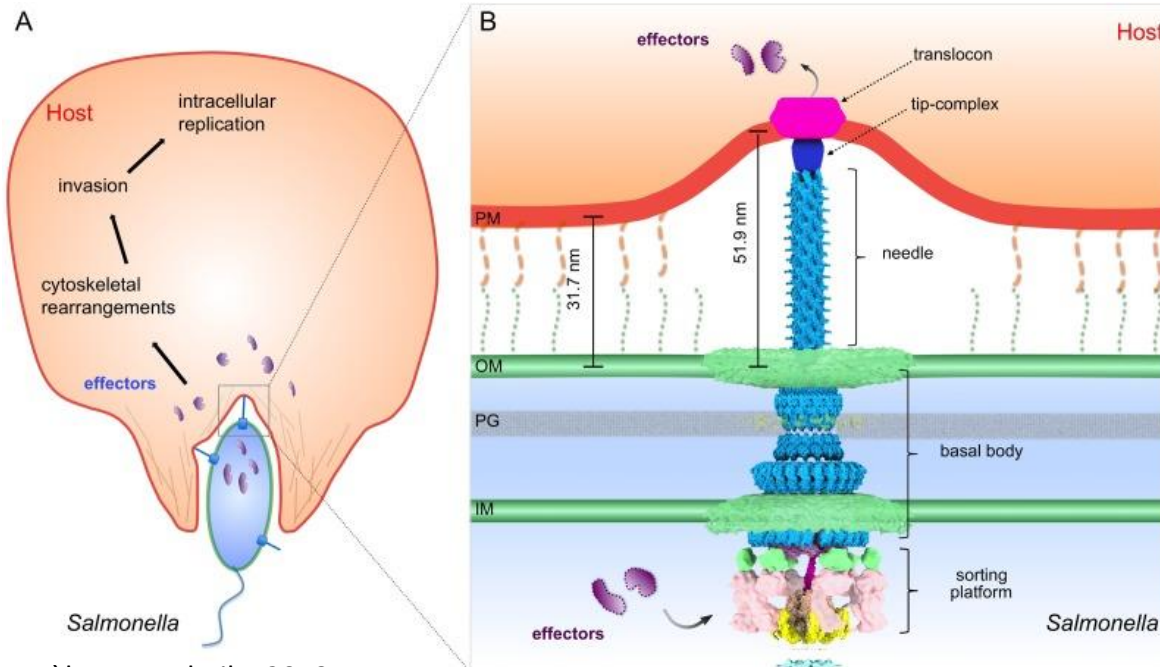 A
Host
intracellular
replication
invasion
cytoskeletal
rearrangements
effectors
Salmonella
B
effectors
Host
translocon
tip-complex
PM
31.7 nm
51.9 nm
needle
OM
PG
basal body
IM
sorting
platform
effectors
Salmonella